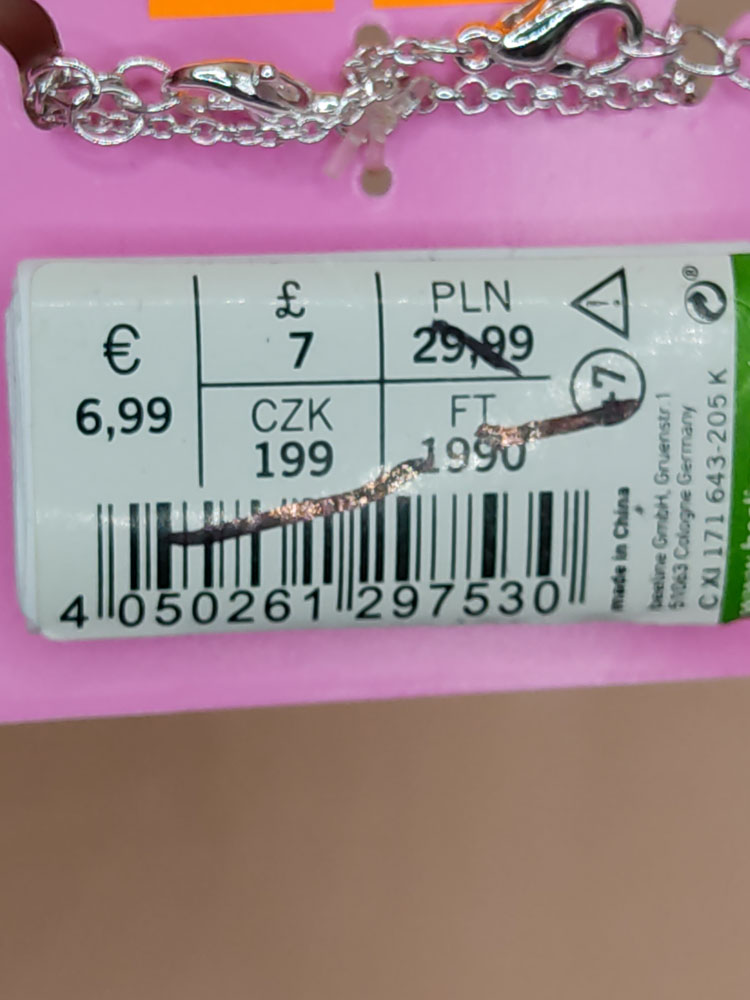 €
6,99
£
7
PLN
29,99
CZK
199
FT
1990
+7
4 050261 297530
made in China
beeline GmbH, Gruenstr.1
51063 Cologne Germany
C XJ 171 643-205 K